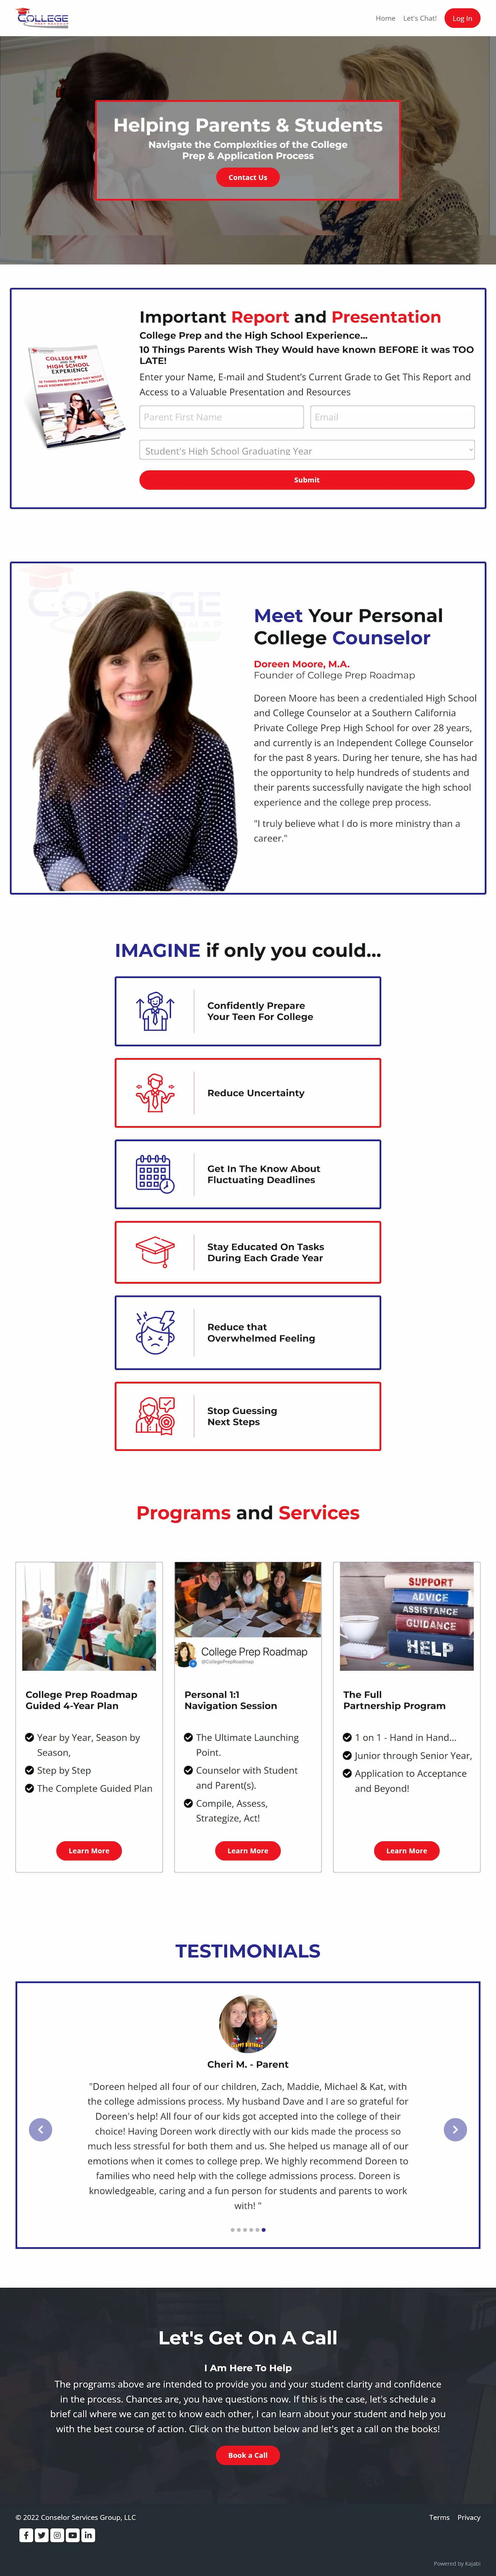 COLLEGE
PREP ROADMAP
Home
Let's Chat!
Log In
Helping Parents & Students
Navigate the Complexities of the College
Prep & Application Process
Contact Us
COLLEGE PREP
AND THE
HIGH SCHOOL
EXPERIENCE
Important Report and Presentation
College Prep and the High School Experience...
10 Things Parents Wish They Would have known BEFORE it was TOO
LATE!
Enter your Name, E-mail and Student's Current Grade to Get This Report and
Access to a Valuable Presentation and Resources
Parent First Name
Email
Student's High School Graduating Year
Submit
COLLEGE
Meet Your Personal
College Counselor
Doreen Moore, M.A.
Founder of College Prep Roadmap
Doreen Moore has been a credentialed High School
and College Counselor at a Southern California
Private College Prep High School for over 28 years,
and currently is an Independent College Counselor
for the past 8 years. During her tenure, she has had
the opportunity to help hundreds of students and
their parents successfully navigate the high school
experience and the college prep process.
"I truly believe what I do is more ministry than a
career."
IMAGINE if only you could...
Confidently Prepare
Your Teen For College
Reduce Uncertainty
Get In The Know About
Fluctuating Deadlines
Stay Educated On Tasks
During Each Grade Year
Reduce that
Overwhelmed Feeling
Stop Guessing
Next Steps
Programs and Services
College Prep Roadmap
Guided 4-Year Plan
Year by Year, Season by
Season,
Step by Step
The Complete Guided Plan
Learn More
College Prep Roadmap
@CollegePrepRoadmap
Personal 1:1
Navigation Session
The Ultimate Launching
Point.
Counselor with Student
and Parent(s).
Compile, Assess,
Strategize, Act!
Learn More
SUPPORT
ADVICE
ASSISTANCE
GUIDANCE
HELP
The Full
Partnership Program
1 on 1 - Hand in Hand...
Junior through Senior Year,
Application to Acceptance
and Beyond!
Learn More
TESTIMONIALS
HAPPY BIRTHDAY
Cheri M. - Parent
"Doreen helped all four of our children, Zach, Maddie, Michael & Kat, with
the college admissions process. My husband Dave and I are so grateful for
Doreen's help! All four of our kids got accepted into the college of their
choice! Having Doreen work directly with our kids made the process so
much less stressful for both them and us. She helped us manage all of our
emotions when it comes to college prep. We highly recommend Doreen to
families who need help with the college admissions process. Doreen is
knowledgeable, caring and a fun person for students and parents to work
with! "
Let's Get On A Call
I Am Here To Help
The programs above are intended to provide you and your student clarity and confidence
in the process. Chances are, you have questions now. If this is the case, let's schedule a
brief call where we can get to know each other, I can learn about your student and help you
with the best course of action. Click on the button below and let's get a call on the books!
Book a Call
© 2022 Conselor Services Group, LLC
Terms
Privacy
Powered by Kajabi